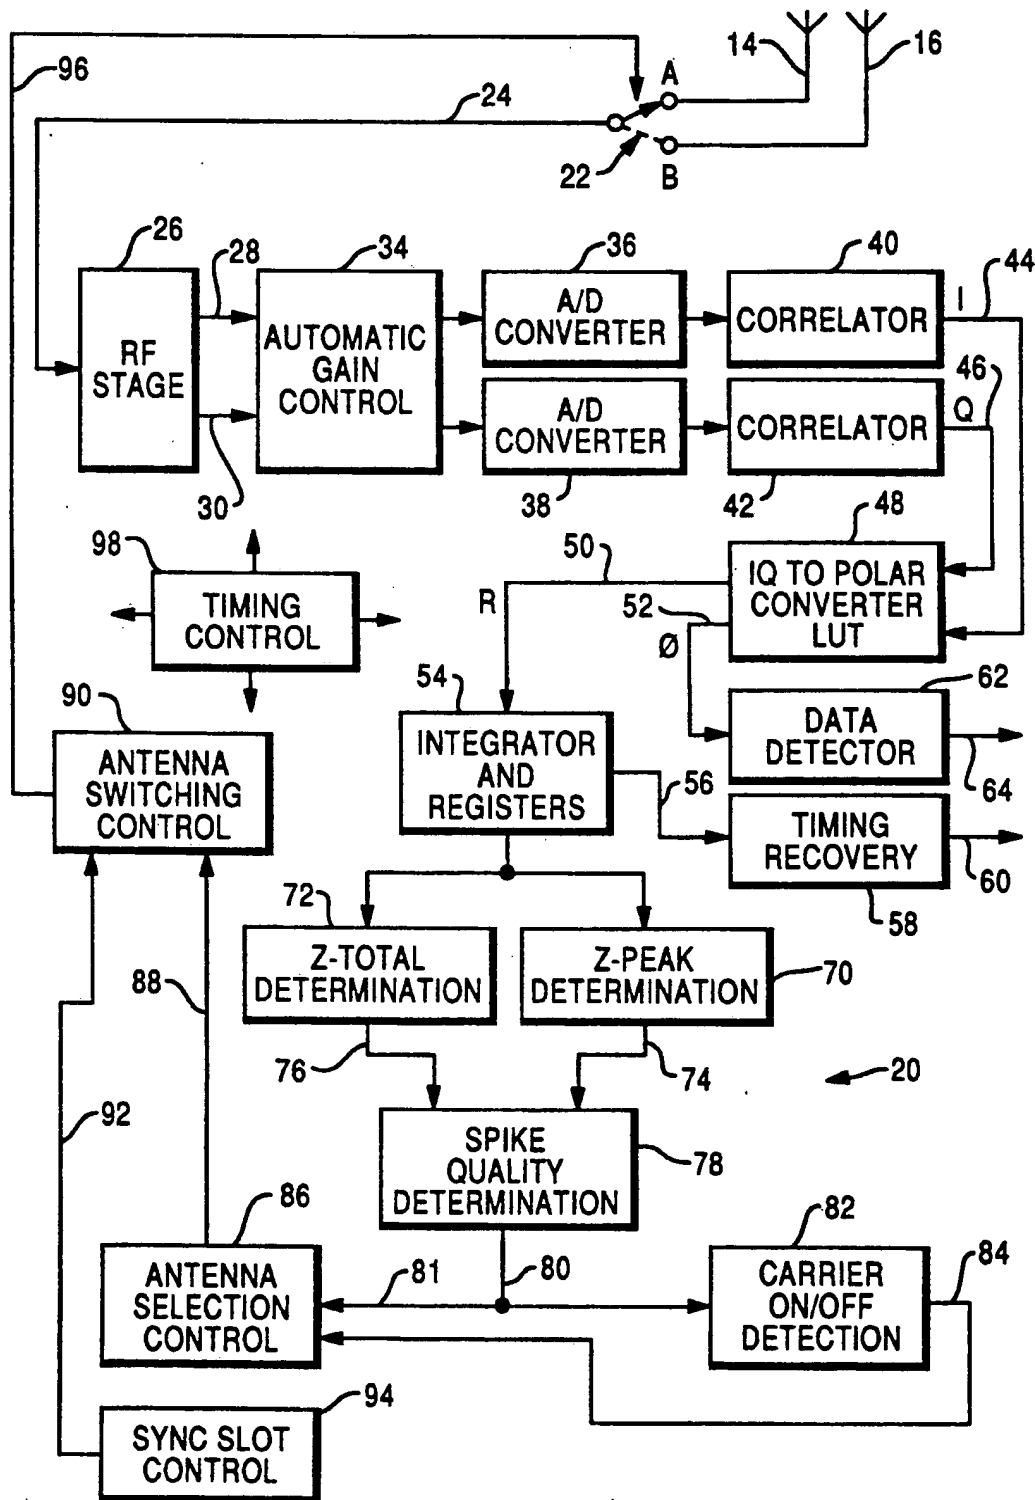 96
24
14
16
A
22
B
26
28
34
36
40
44
I
RF
STAGE
AUTOMATIC
GAIN
CONTROL
A/D
CONVERTER
CORRELATOR
46
Q
A/D
CONVERTER
CORRELATOR
30
38
42
48
98
TIMING
CONTROL
50
R
52
Ø
IQ TO POLAR
CONVERTER
LUT
90
54
62
ANTENNA
SWITCHING
CONTROL
INTEGRATOR
AND
REGISTERS
56
DATA
DETECTOR
64
TIMING
RECOVERY
60
58
72
Z-TOTAL
DETERMINATION
Z-PEAK
DETERMINATION
70
88
76
74
20
92
SPIKE
QUALITY
DETERMINATION
78
86
82
ANTENNA
SELECTION
CONTROL
81
80
CARRIER
ON/OFF
DETECTION
84
94
SYNC SLOT
CONTROL